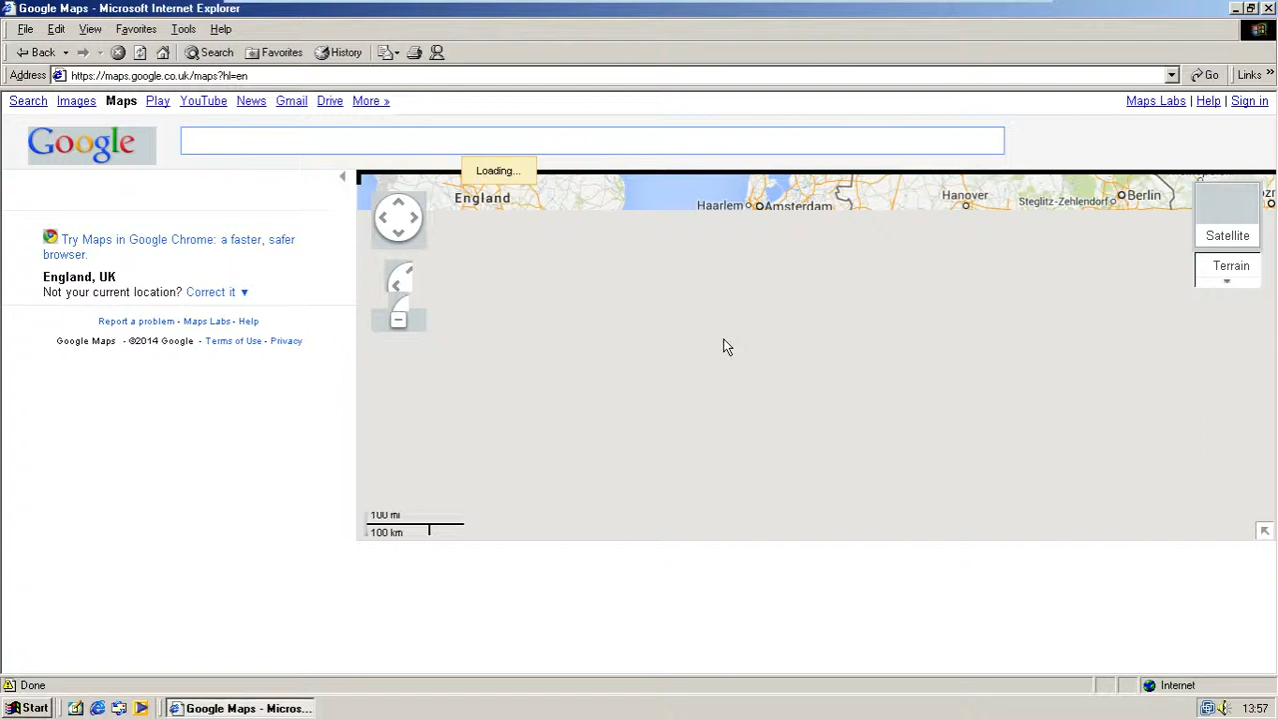 Google Maps - Microsoft Internet Explorer
File Edit View Favorites Tools Help
Back Search Favorites History
Address https://maps.google.co.uk/maps?hl=en Go Links »
Search Images Maps Play YouTube News Gmail Drive More » Maps Labs | Help | Sign in
Google
Loading...
England Haarlem Amsterdam Hanover Steglitz-Zehlendorf Berlin
Satellite
Terrain
Try Maps in Google Chrome: a faster, safer
browser.
England, UK
Not your current location? Correct it ▼
Report a problem - Maps Labs - Help
Google Maps - ©2014 Google - Terms of Use - Privacy
100 mi
100 km
Done Internet
Start Google Maps - Micros... 13:57